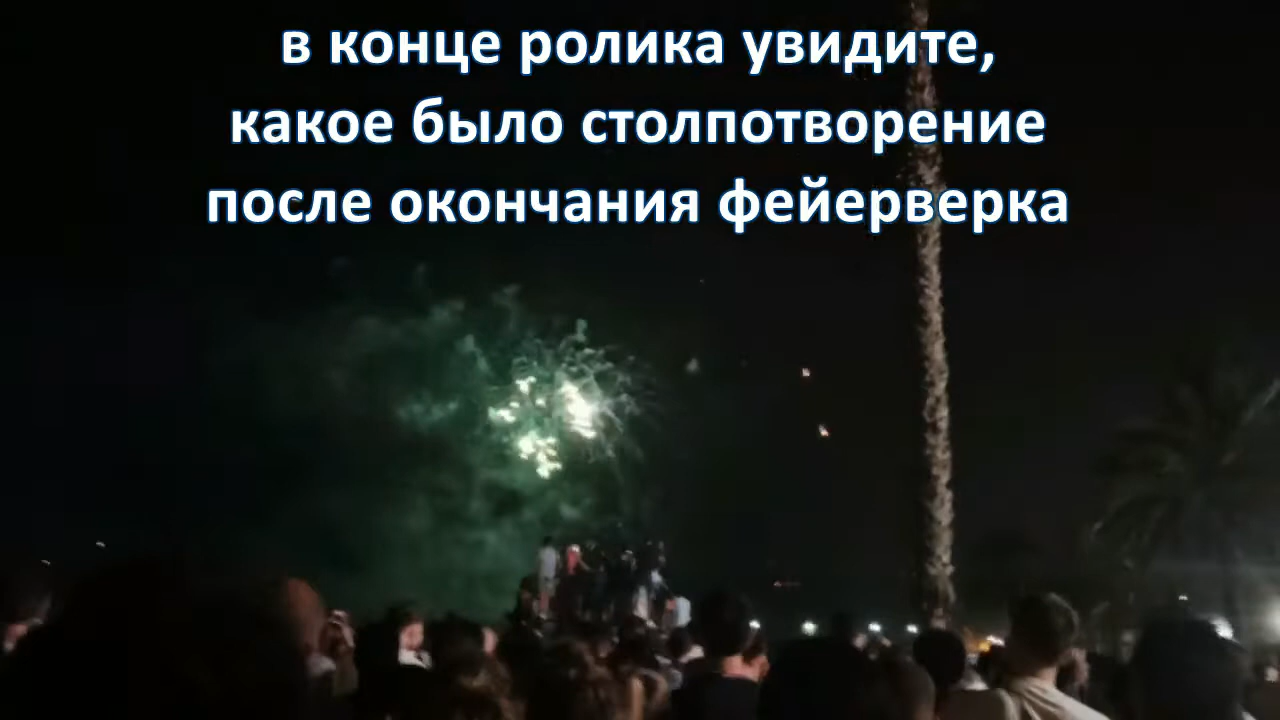 в конце ролика увидите,
какое было столпотворение
после окончания фейерверка